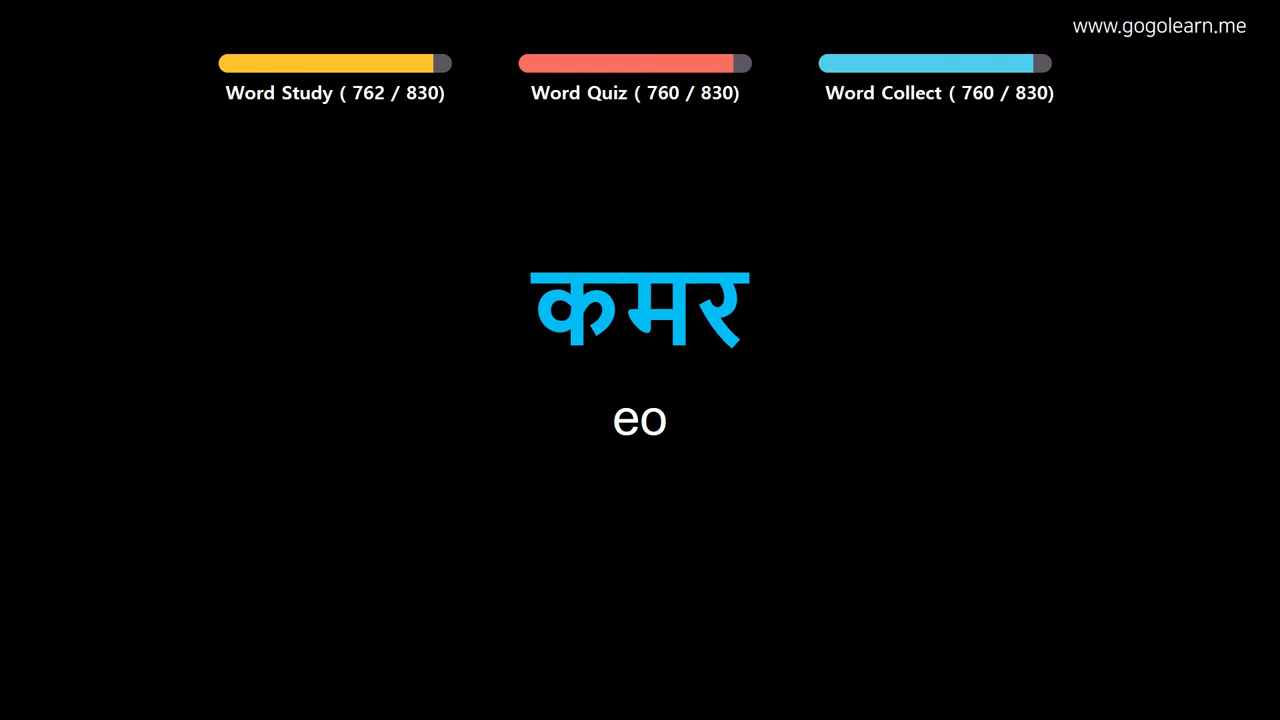 www.gogolearn.me
Word Study ( 762 / 830)
Word Quiz ( 760 / 830)
Word Collect ( 760 / 830)
कमर
eo